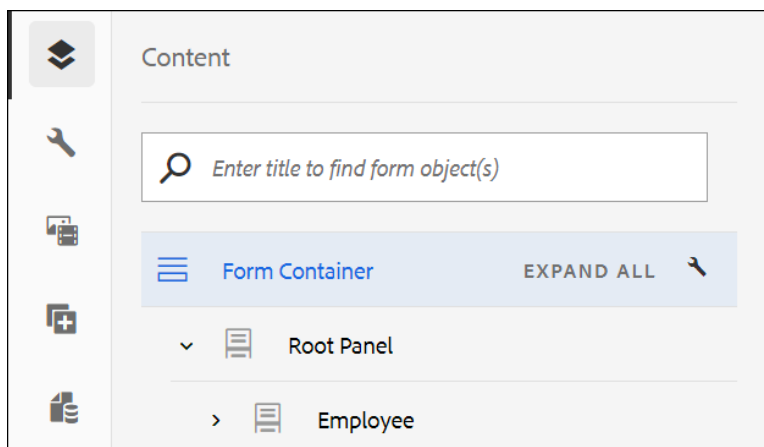 Content
Enter title to find form object(s)
Form Container EXPAND ALL
Root Panel
Employee